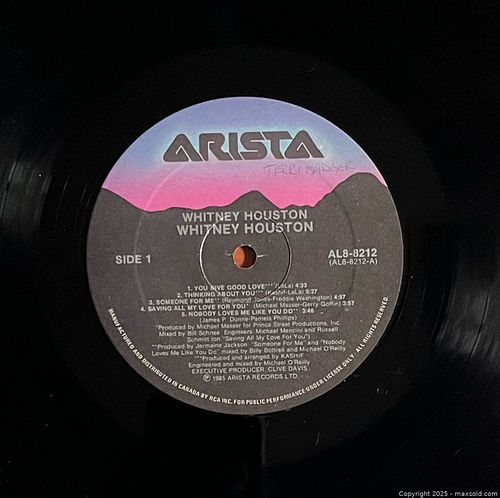 ARISTA
TERRI BADGER
WHITNEY HOUSTON
WHITNEY HOUSTON
SIDE 1
AL8-8212
(AL8-8212-A)
1. YOU GIVE GOOD LOVE*** (LaLa) 4:33
2. THINKING ABOUT YOU*** (Kashif-LaLa) 5:27
3. SOMEONE FOR ME** (Raymond Jones-Freddie Washington) 4:57
4. SAVING ALL MY LOVE FOR YOU* (Michael Masser-Gerry Goffin) 3:57
5. NOBODY LOVES ME LIKE YOU DO** 3:46
(James P. Dunne-Pamela Phillips)
*Produced by Michael Masser for Prince Street Productions, Inc.
Mixed by Bill Schnee Engineers: Michael Mancini and Russell
Schmitt (on "Saving All My Love For You")
**Produced by Jermaine Jackson "Someone For Me" and "Nobody
Loves Me Like You Do" mixed by Billy Bottrell and Michael O'Reilly
***Produced and arranged by KASHIF
Engineered and mixed by Michael O'Reilly
EXECUTIVE PRODUCER: CLIVE DAVIS
Ⓟ 1985 ARISTA RECORDS LTD.
MANUFACTURED AND DISTRIBUTED IN CANADA BY RCA INC. FOR PUBLIC PERFORMANCE UNDER LICENSE ONLY. ALL RIGHTS RESERVED
Copyright 2025 - maxsold.com